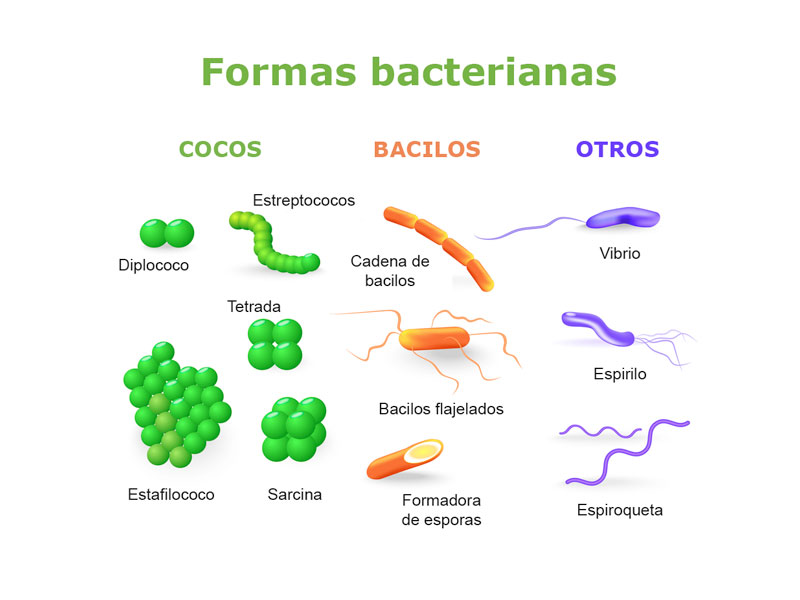 Formas bacterianas
COCOS
Diplococo
Estreptococos
Tetrada
Estafilococo
Sarcina
BACILOS
Cadena de
bacilos
Bacilos flajelados
Formadora
de esporas
OTROS
Vibrio
Espirilo
Espiroqueta